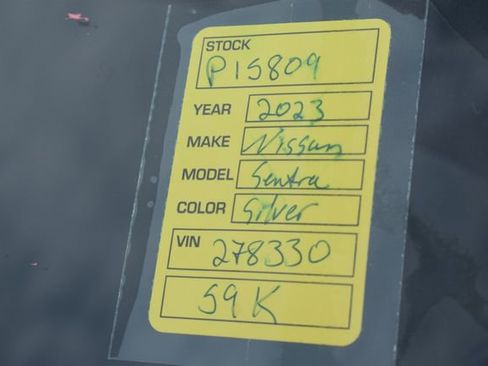 STOCK
P15809
YEAR 2023
MAKE Nissan
MODEL Sentra
COLOR Silver
VIN 278330
59K